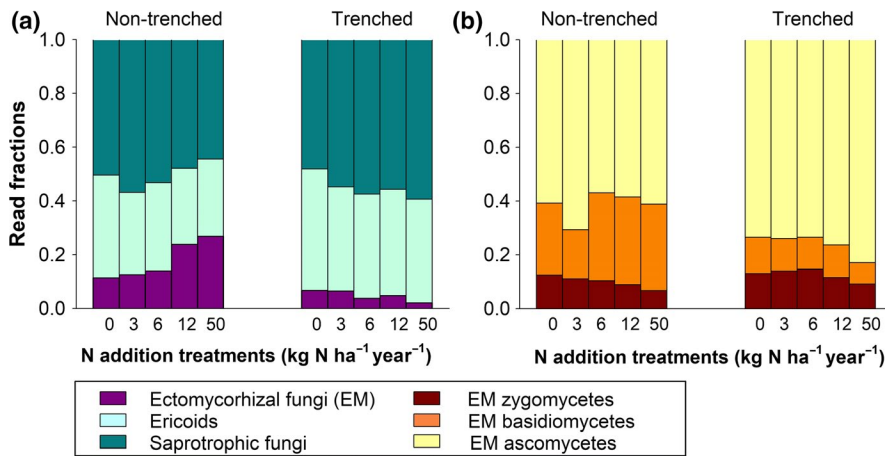 (a) Non-trenched Trenched (b) Non-trenched Trenched
1.0 1.0
0.8 0.8
0.6 0.6
Read fractions
0.4 0.4
0.2 0.2
0.0 0.0
0 3 6 12 50 0 3 6 12 50 0 3 6 12 50 0 3 6 12 50
N addition treatments (kg N ha⁻¹ year⁻¹) N addition treatments (kg N ha⁻¹ year⁻¹)
Ectomycorhizal fungi (EM) EM zygomycetes
Ericoids EM basidiomycetes
Saprotrophic fungi EM ascomycetes